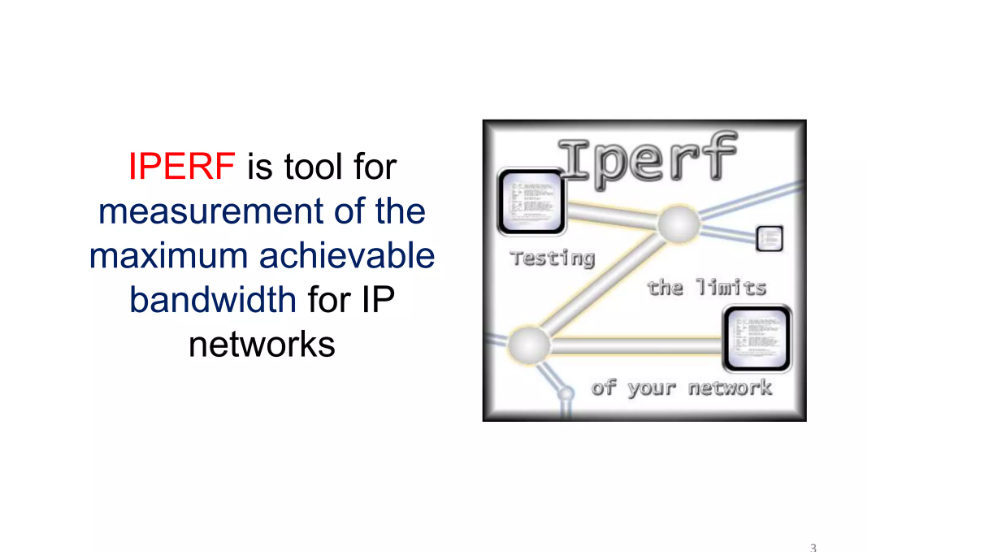 IPERF is tool for
measurement of the
maximum achievable
bandwidth for IP
networks
Iperf
Testing
the limits
of your network
3